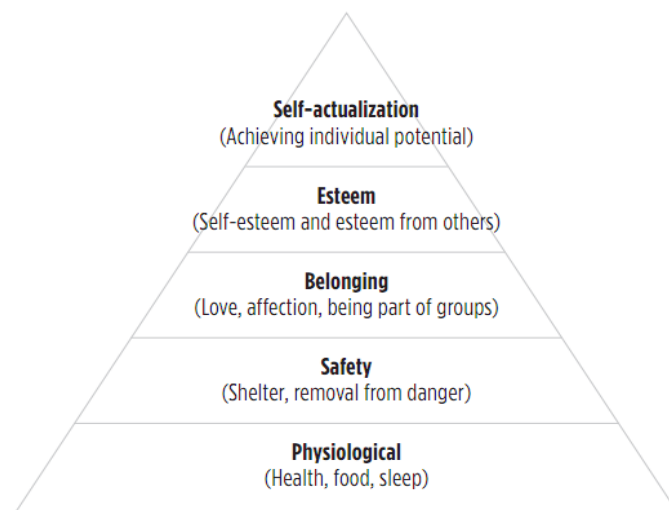 Self-actualization
(Achieving individual potential)
Esteem
(Self-esteem and esteem from others)
Belonging
(Love, affection, being part of groups)
Safety
(Shelter, removal from danger)
Physiological
(Health, food, sleep)